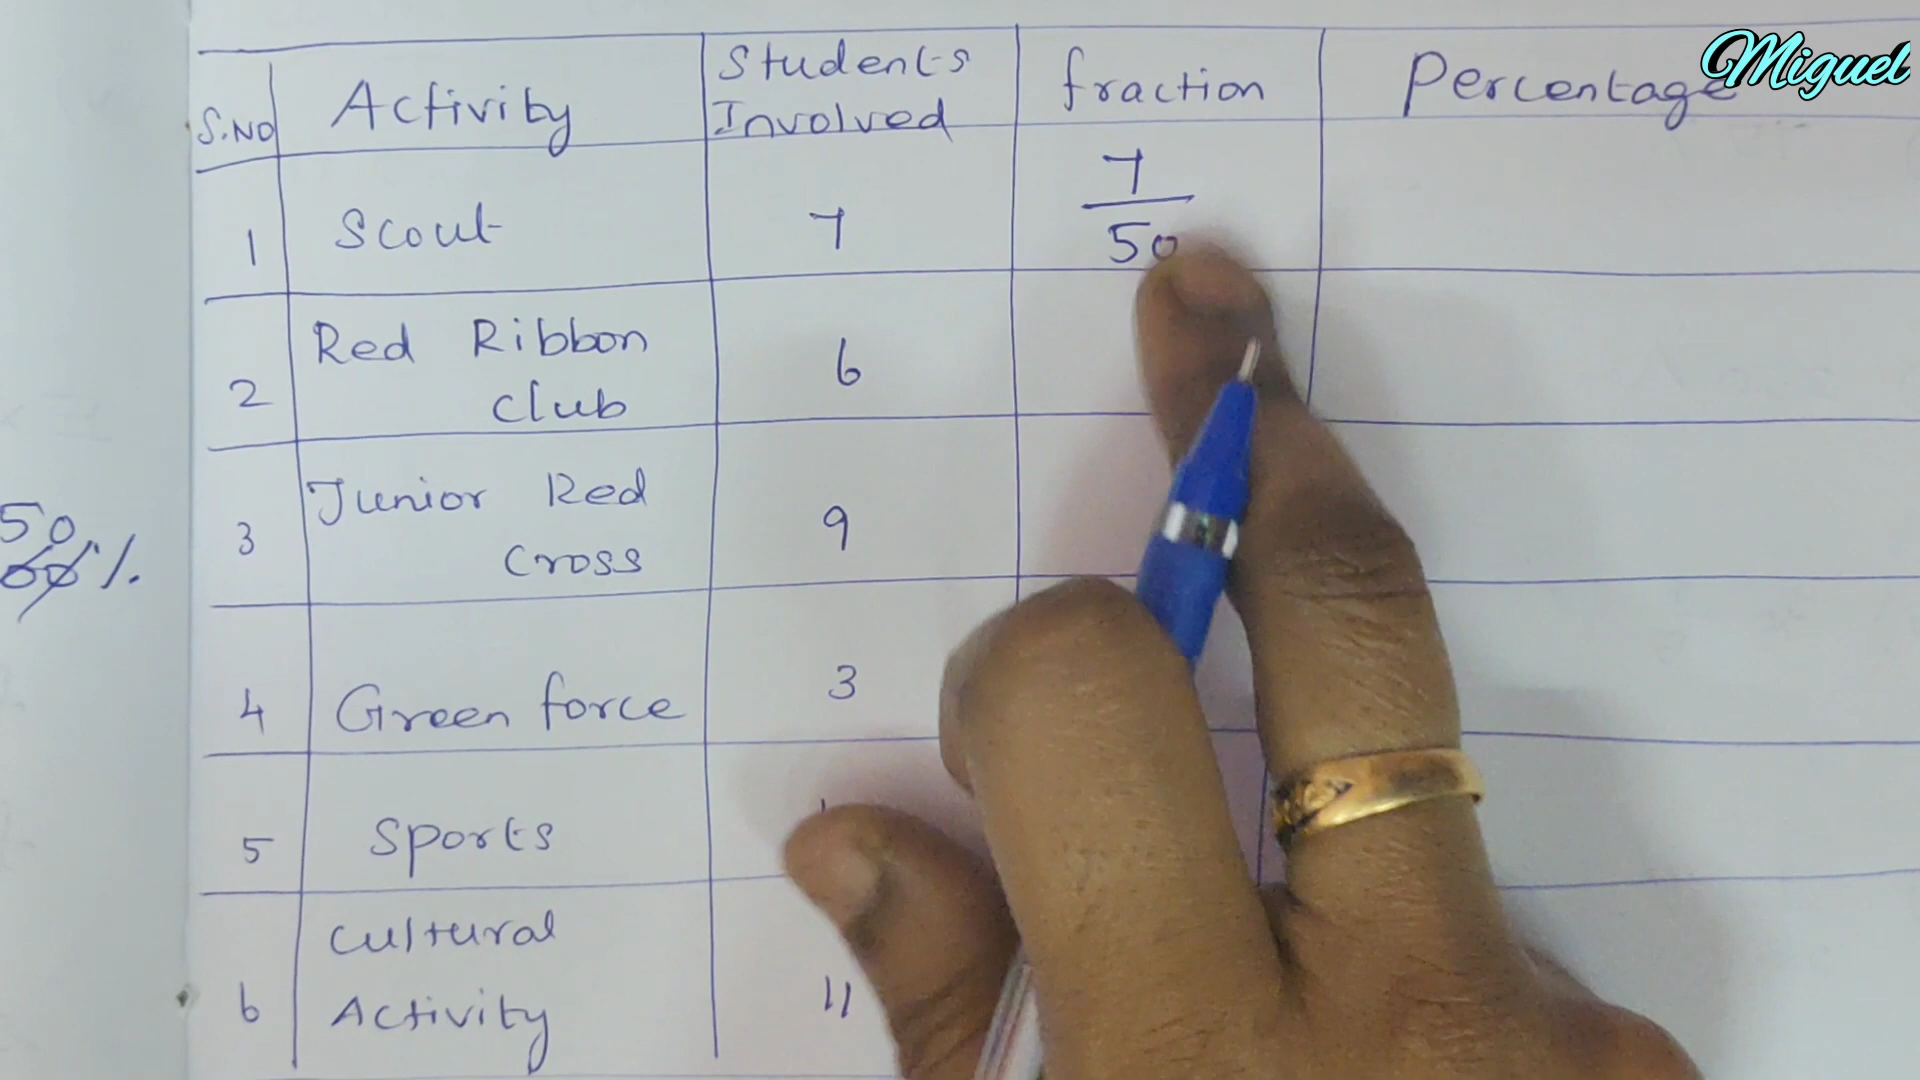 Miguel
S.NO Activity Students Involved fraction Percentage
1 Scout 7 7/50
2 Red Ribbon Club 6
3 Junior Red Cross 9
4 Green force 3
5 Sports
6 Cultural Activity 11
50